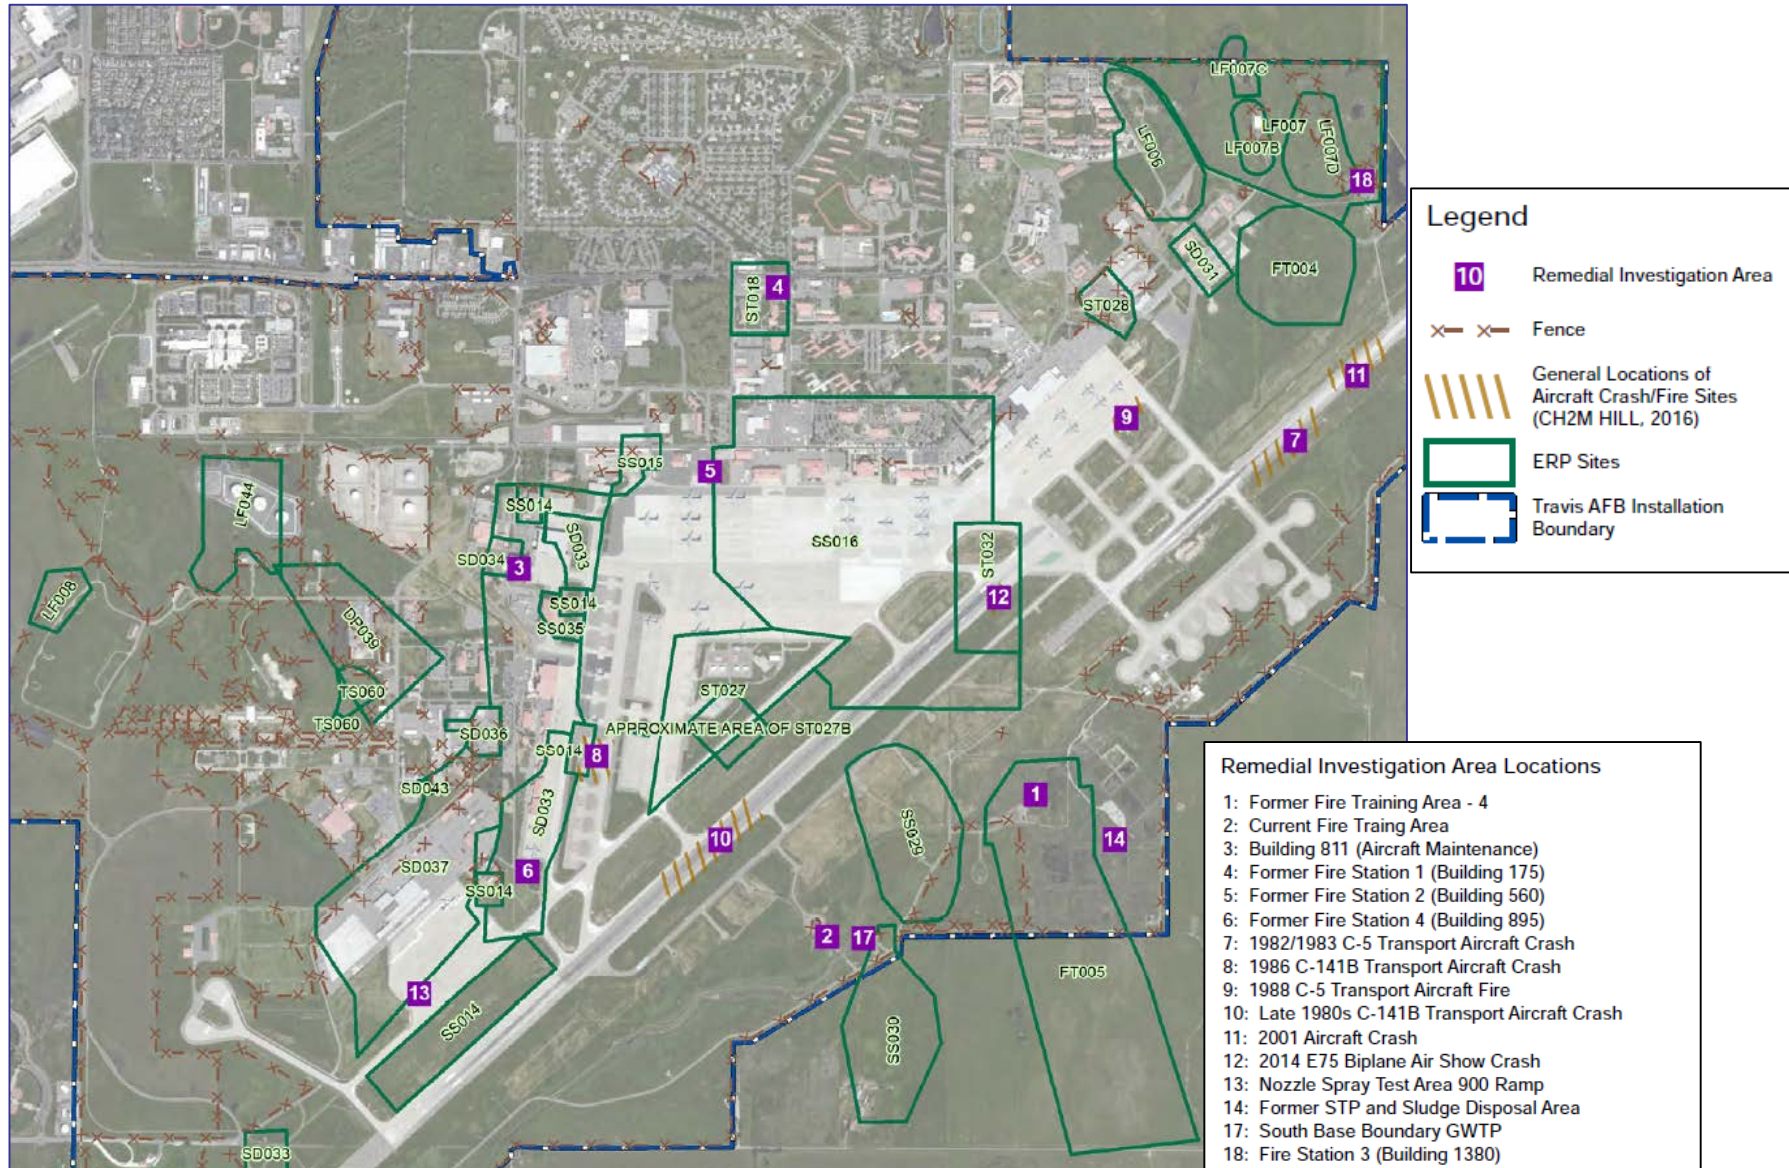 LF007C
LF006
LF007
LF007B
LF007D
18
SD031
FT004
ST018
4
ST028
11
9
7
SS015
5
LF044
SS014
SD033
SS016
ST032
SD034
3
12
LF008
SS014
DP039
SS035
TS060
ST027
TS060
SD036
APPROXIMATE AREA OF ST027B
SS014
8
SD043
SD033
1
SS029
10
14
SD037
6
SS014
2
17
FT005
13
SS014
SS030
SD033
Legend
10 Remedial Investigation Area
Fence
General Locations of
Aircraft Crash/Fire Sites
(CH2M HILL, 2016)
ERP Sites
Travis AFB Installation
Boundary
Remedial Investigation Area Locations
1: Former Fire Training Area - 4
2: Current Fire Traing Area
3: Building 811 (Aircraft Maintenance)
4: Former Fire Station 1 (Building 175)
5: Former Fire Station 2 (Building 560)
6: Former Fire Station 4 (Building 895)
7: 1982/1983 C-5 Transport Aircraft Crash
8: 1986 C-141B Transport Aircraft Crash
9: 1988 C-5 Transport Aircraft Fire
10: Late 1980s C-141B Transport Aircraft Crash
11: 2001 Aircraft Crash
12: 2014 E75 Biplane Air Show Crash
13: Nozzle Spray Test Area 900 Ramp
14: Former STP and Sludge Disposal Area
17: South Base Boundary GWTP
18: Fire Station 3 (Building 1380)